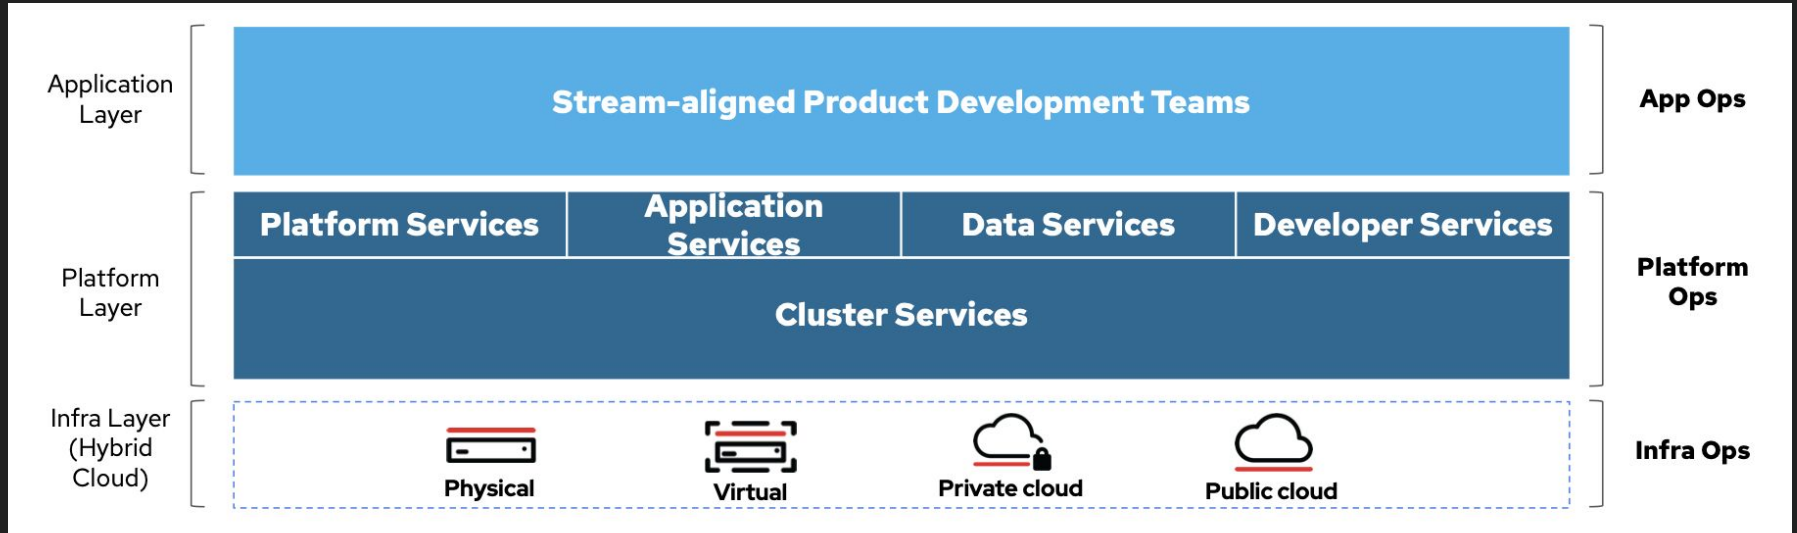 Application
Layer
Stream-aligned Product Development Teams
App Ops
Platform Services
Application
Services
Data Services
Developer Services
Platform
Layer
Cluster Services
Platform
Ops
Infra Layer
(Hybrid
Cloud)
Physical
Virtual
Private cloud
Public cloud
Infra Ops